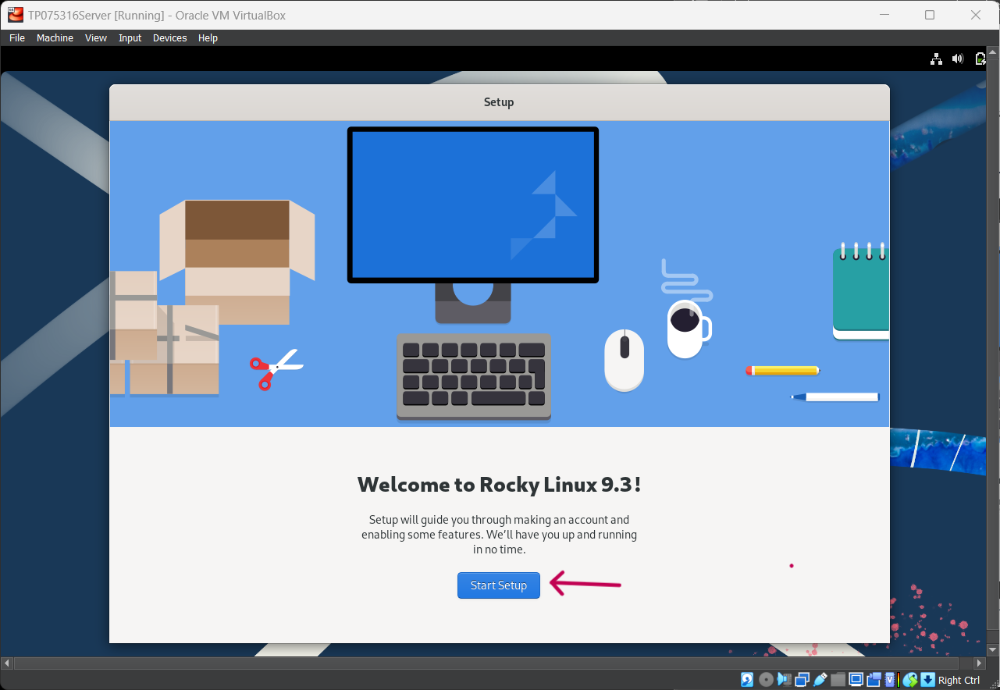 TP075316Server [Running] - Oracle VM VirtualBox
File Machine View Input Devices Help
Setup
Welcome to Rocky Linux 9.3!
Setup will guide you through making an account and
enabling some features. We'll have you up and running
in no time.
Start Setup
Right Ctrl